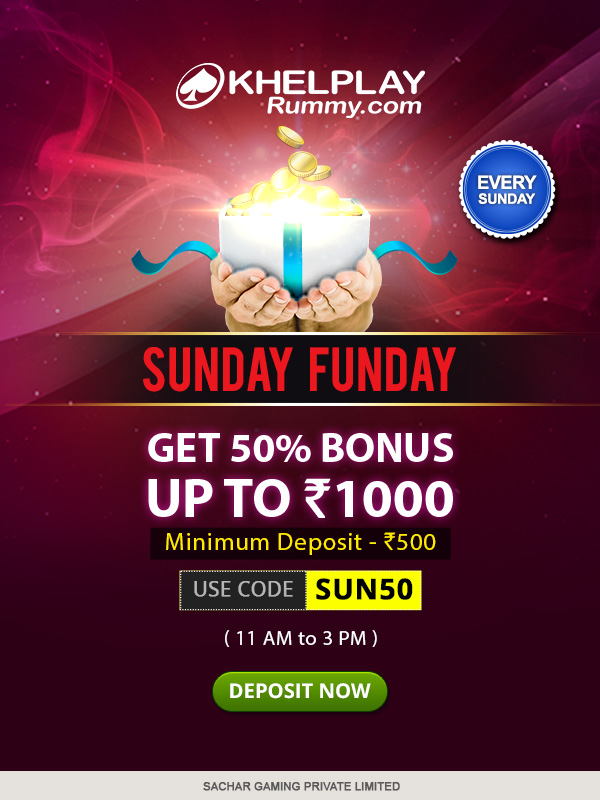 KHELPLAY
Rummy.com
EVERY
SUNDAY
SUNDAY FUNDAY
GET 50% BONUS
UP TO ₹1000
Minimum Deposit - ₹500
USE CODE SUN50
( 11 AM to 3 PM )
DEPOSIT NOW
SACHAR GAMING PRIVATE LIMITED